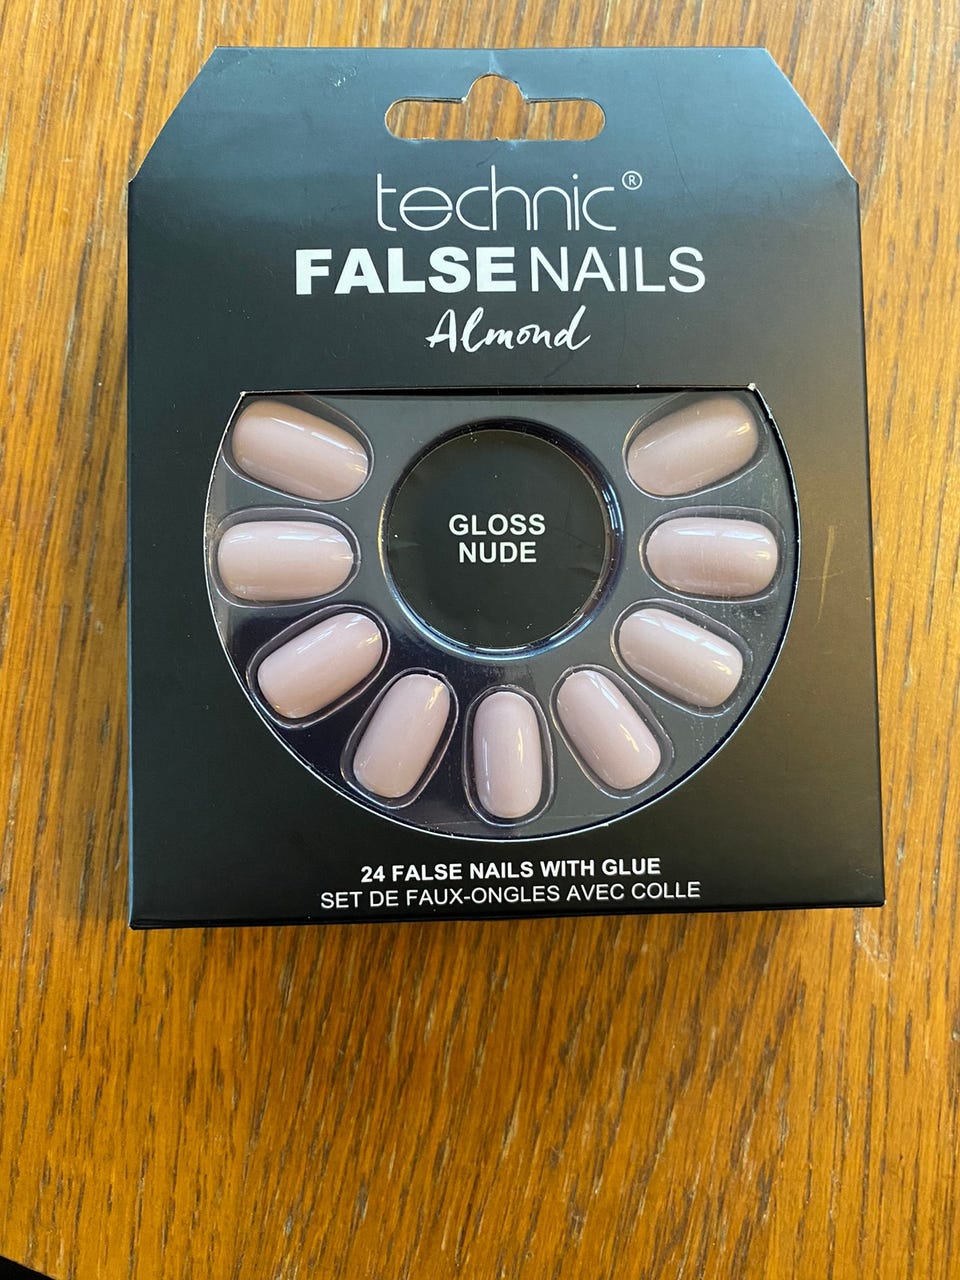 technic®
FALSE NAILS
Almond
GLOSS
NUDE
24 FALSE NAILS WITH GLUE
SET DE FAUX-ONGLES AVEC COLLE